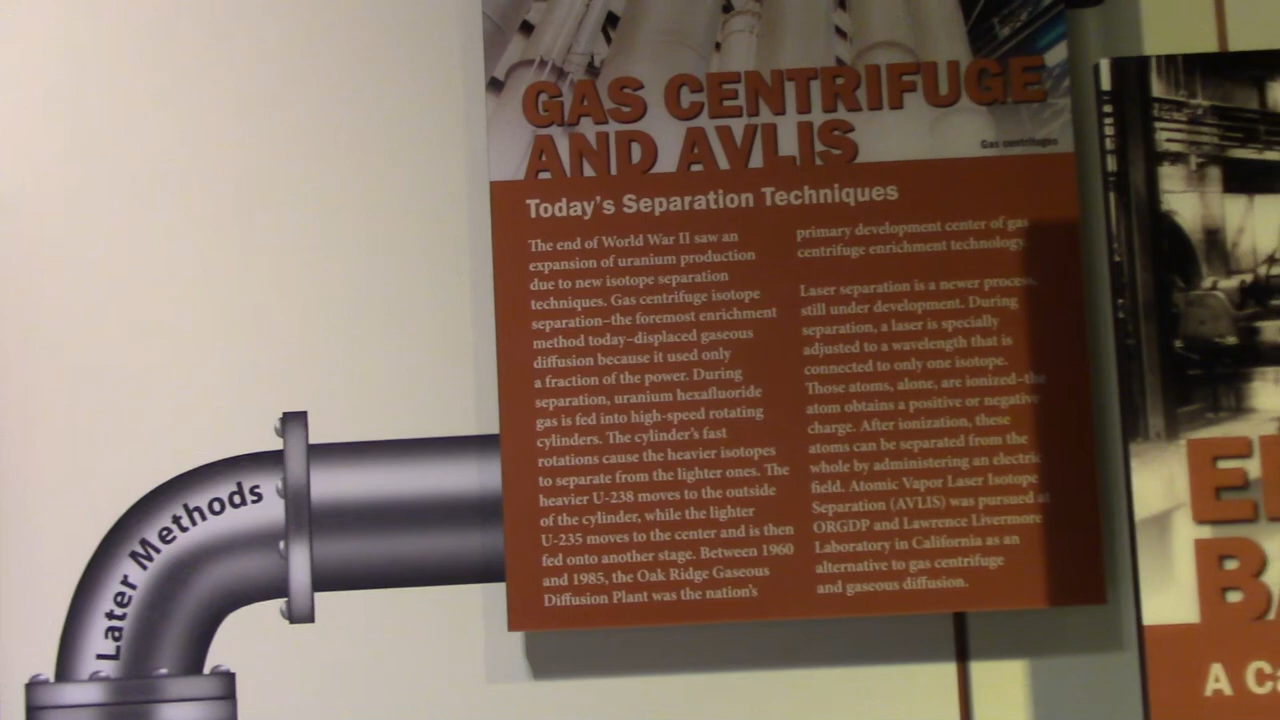 GAS CENTRIFUGE
AND AVLIS
Gas centrifuges
Today's Separation Techniques
The end of World War II saw an
expansion of uranium production
due to new isotope separation
techniques. Gas centrifuge isotope
separation–the foremost enrichment
method today–displaced gaseous
diffusion because it used only
a fraction of the power. During
separation, uranium hexafluoride
gas is fed into high-speed rotating
cylinders. The cylinder's fast
rotations cause the heavier isotopes
to separate from the lighter ones. The
heavier U-238 moves to the outside
of the cylinder, while the lighter
U-235 moves to the center and is then
fed onto another stage. Between 1960
and 1985, the Oak Ridge Gaseous
Diffusion Plant was the nation's
primary development center of gas
centrifuge enrichment technology.
Laser separation is a newer process,
still under development. During
separation, a laser is specially
adjusted to a wavelength that is
connected to only one isotope.
Those atoms, alone, are ionized–the
atom obtains a positive or negative
charge. After ionization, these
atoms can be separated from the
whole by administering an electric
field. Atomic Vapor Laser Isotope
Separation (AVLIS) was pursued at
ORGDP and Lawrence Livermore
Laboratory in California as an
alternative to gas centrifuge
and gaseous diffusion.
Later Methods
A